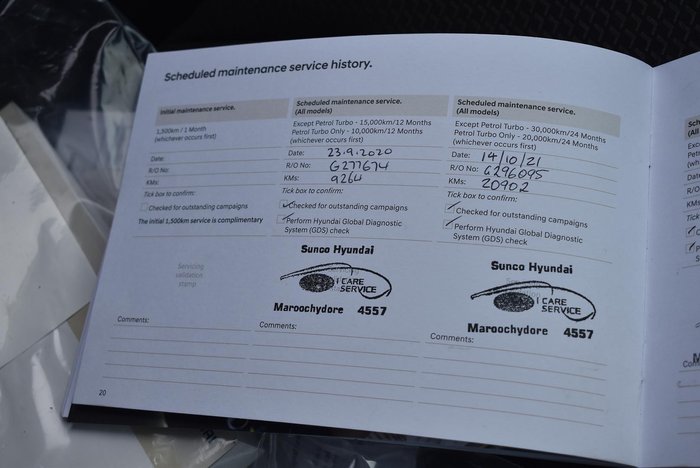 Scheduled maintenance service history.
Initial maintenance service.
1,500km / 1 Month
(whichever occurs first)
Date:
R/O No:
KMs:
Tick box to confirm:
Checked for outstanding campaigns
The initial 1,500km service is complimentary
Servicing
validation
stamp
Comments:
Scheduled maintenance service.
(All models)
Except Petrol Turbo - 15,000km/12 Months
Petrol Turbo Only - 10,000km/12 Months
(whichever occurs first)
Date: 23.9.2020
R/O No: G277674
KMs: 9264
Tick box to confirm:
Checked for outstanding campaigns
Perform Hyundai Global Diagnostic
System (GDS) check
Sunco Hyundai
i CARE
SERVICE
Maroochydore 4557
Comments:
Scheduled maintenance service.
(All models)
Except Petrol Turbo - 30,000km/24 Months
Petrol Turbo Only - 20,000km/24 Months
(whichever occurs first)
Date: 14/10/21
R/O No: G296095
KMs: 20902
Tick box to confirm:
Checked for outstanding campaigns
Perform Hyundai Global Diagnostic
System (GDS) check
Sunco Hyundai
i CARE
SERVICE
Maroochydore 4557
Comments:
20